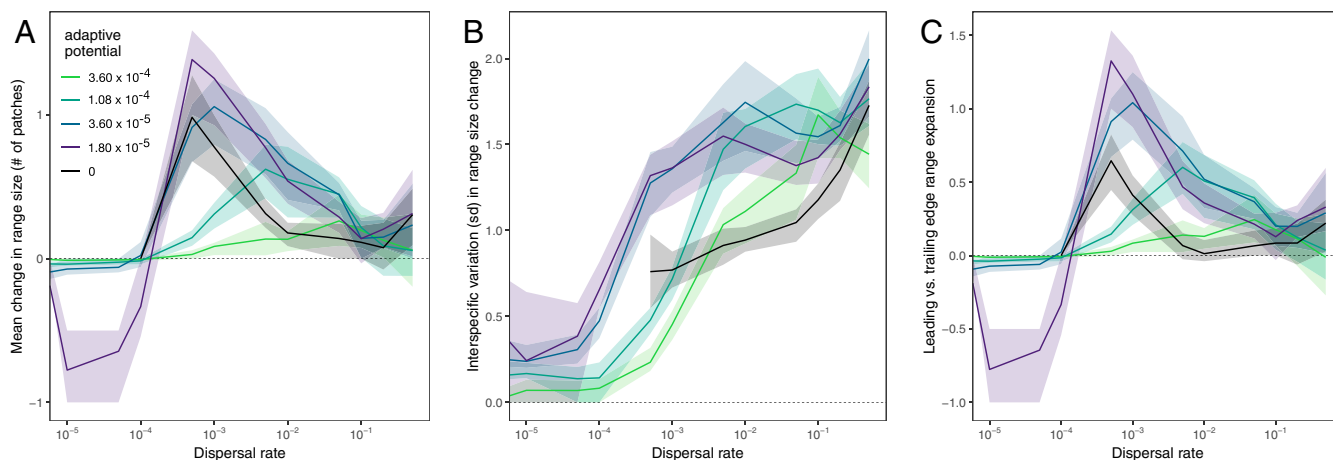 A
adaptive
potential
3.60 x 10⁻⁴
1.08 x 10⁻⁴
3.60 x 10⁻⁵
1.80 x 10⁻⁵
0
Mean change in range size (# of patches)
1
0
−1
10⁻⁵
10⁻⁴
10⁻³
10⁻²
10⁻¹
Dispersal rate
B
Interspecific variation (sd) in range size change
2.0
1.5
1.0
0.5
0.0
10⁻⁵
10⁻⁴
10⁻³
10⁻²
10⁻¹
Dispersal rate
C
Leading vs. trailing edge range expansion
1.5
1.0
0.5
0.0
−0.5
−1.0
10⁻⁵
10⁻⁴
10⁻³
10⁻²
10⁻¹
Dispersal rate